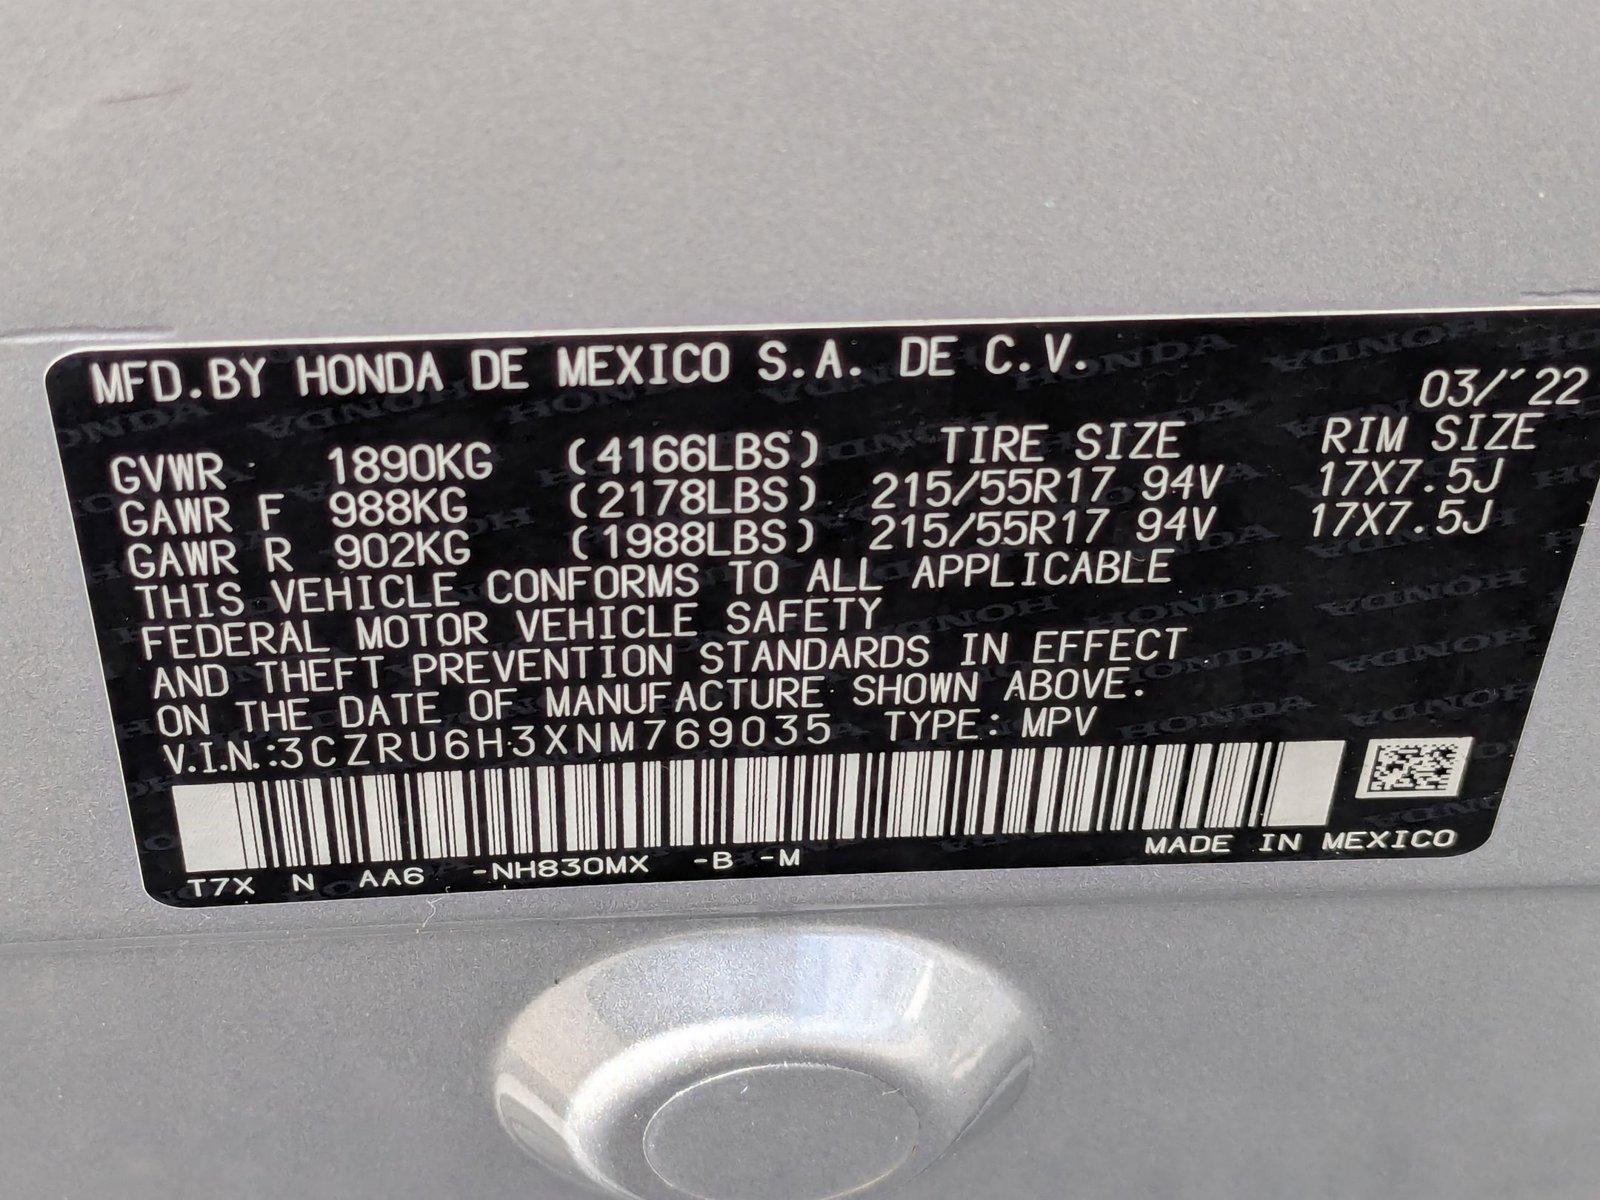 MFD.BY HONDA DE MEXICO S.A. DE C.V.
03/'22
GVWR 1890KG (4166LBS) TIRE SIZE RIM SIZE
GAWR F 988KG (2178LBS) 215/55R17 94V 17X7.5J
GAWR R 902KG (1988LBS) 215/55R17 94V 17X7.5J
THIS VEHICLE CONFORMS TO ALL APPLICABLE
FEDERAL MOTOR VEHICLE SAFETY
AND THEFT PREVENTION STANDARDS IN EFFECT
ON THE DATE OF MANUFACTURE SHOWN ABOVE.
V.I.N.:3CZRU6H3XNM769035 TYPE: MPV
T7X N AA6 -NH830MX -B -M MADE IN MEXICO